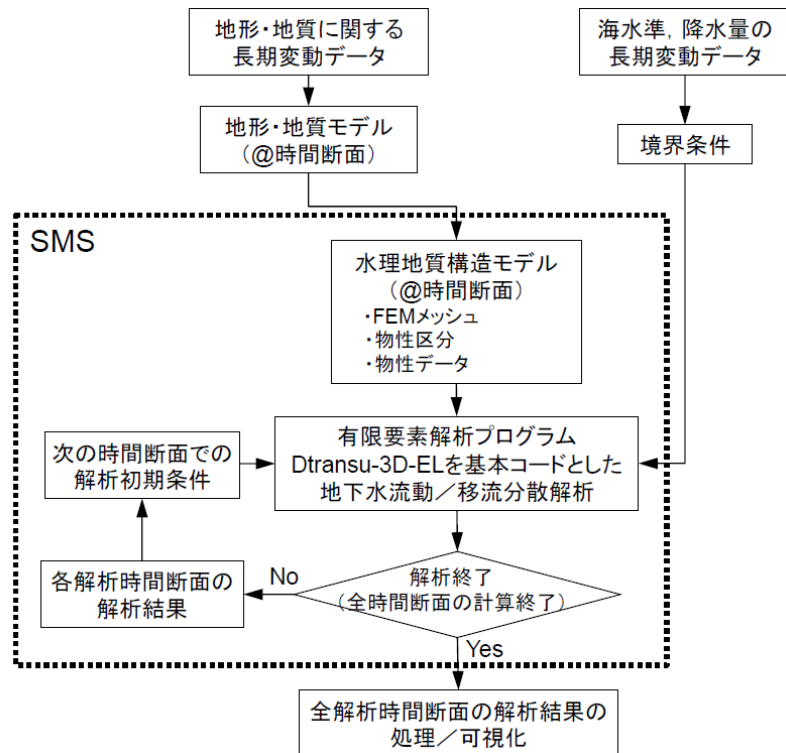 地形・地質に関する
長期変動データ
海水準，降水量の
長期変動データ
地形・地質モデル
(@時間断面)
境界条件
SMS
水理地質構造モデル
(@時間断面)
・FEMメッシュ
・物性区分
・物性データ
有限要素解析プログラム
Dtransu-3D-ELを基本コードとした
地下水流動／移流分散解析
次の時間断面での
解析初期条件
各解析時間断面の
解析結果
No
解析終了
(全時間断面の計算終了)
Yes
全解析時間断面の解析結果の
処理／可視化